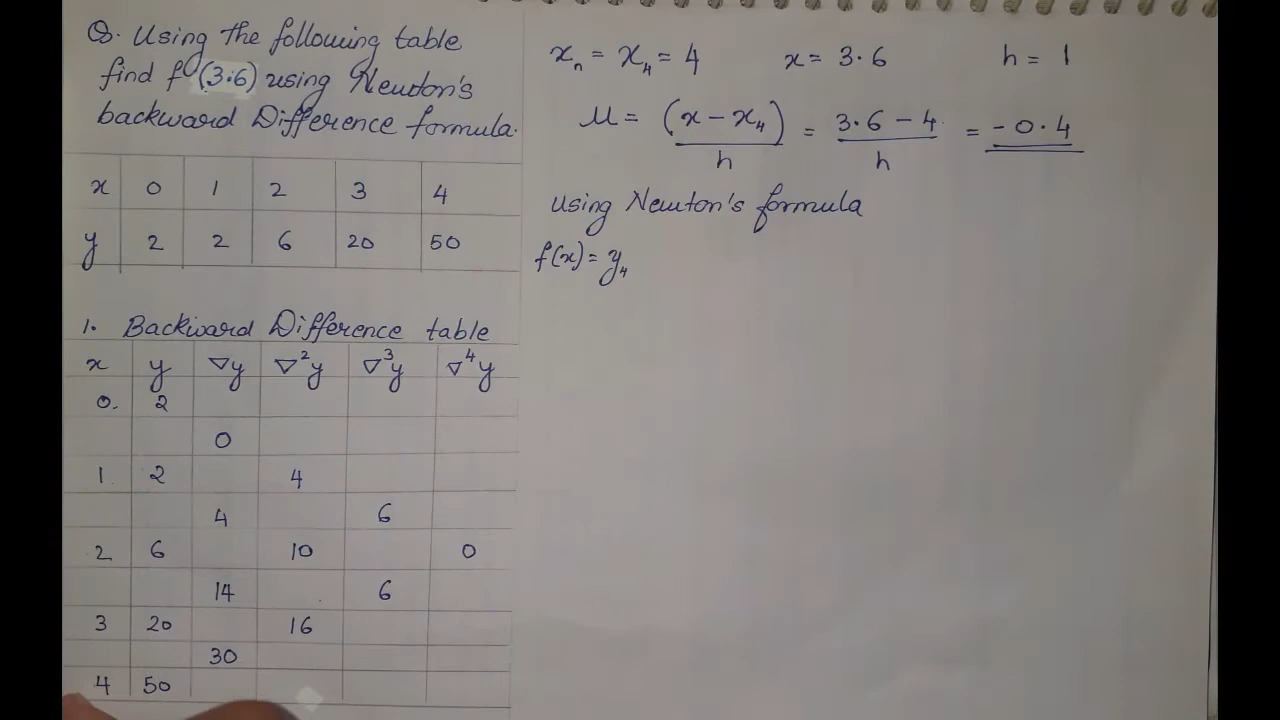 Q. Using the following table
find f (3.6) using Newton's
backward Difference formula.
x 0 1 2 3 4
y 2 2 6 20 50
1. Backward Difference table
x y ∇y ∇²y ∇³y ∇⁴y
0. 2
0
1. 2 4
4 6
2 6 10 0
14 6
3 20 16
30
4 50
xₙ = x₄ = 4 x = 3.6 h = 1
μ = (x - x₄)/h = 3.6 - 4/h = -0.4
using Newton's formula
f(x) = y₄